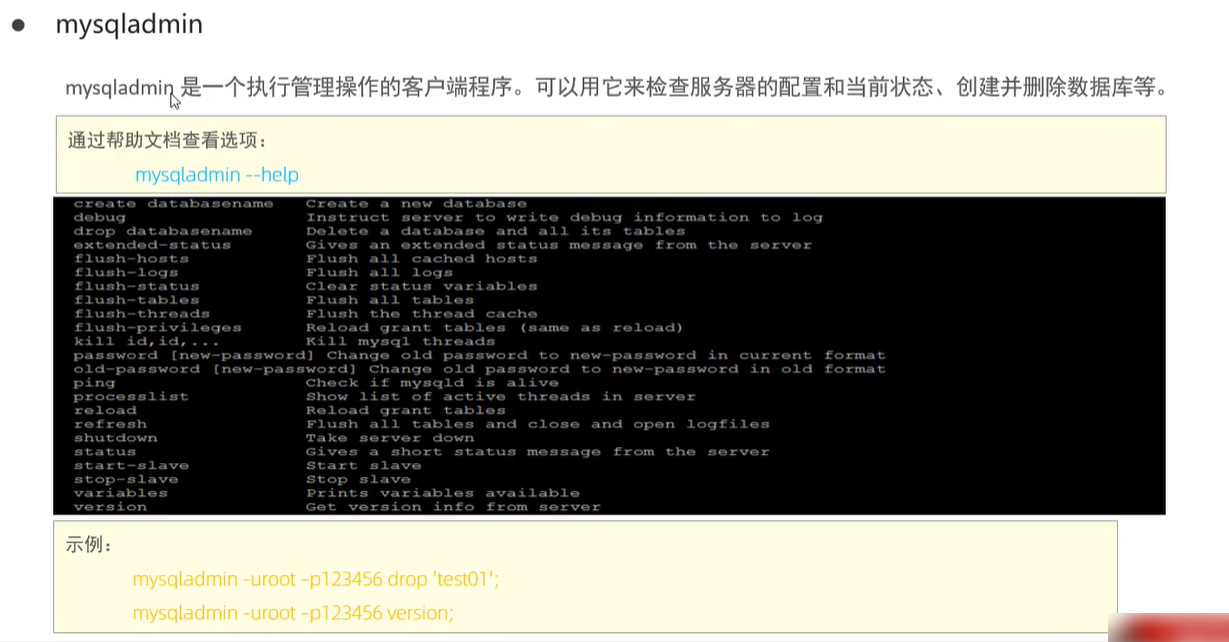 ● mysqladmin
mysqladmin 是一个执行管理操作的客户端程序。可以用它来检查服务器的配置和当前状态、创建并删除数据库等。
通过帮助文档查看选项：
mysqladmin --help
create databasename Create a new database
debug Instruct server to write debug information to log
drop databasename Delete a database and all its tables
extended-status Gives an extended status message from the server
flush-hosts Flush all cached hosts
flush-logs Flush all logs
flush-status Clear status variables
flush-tables Flush all tables
flush-threads Flush the thread cache
flush-privileges Reload grant tables (same as reload)
kill id,id,... Kill mysql threads
password [new-password] Change old password to new-password in current format
old-password [new-password] Change old password to new-password in old format
ping Check if mysqld is alive
processlist Show list of active threads in server
reload Reload grant tables
refresh Flush all tables and close and open logfiles
shutdown Take server down
status Gives a short status message from the server
start-slave Start slave
stop-slave Stop slave
variables Prints variables available
version Get version info from server
示例：
mysqladmin -uroot –p123456 drop 'test01';
mysqladmin -uroot –p123456 version;